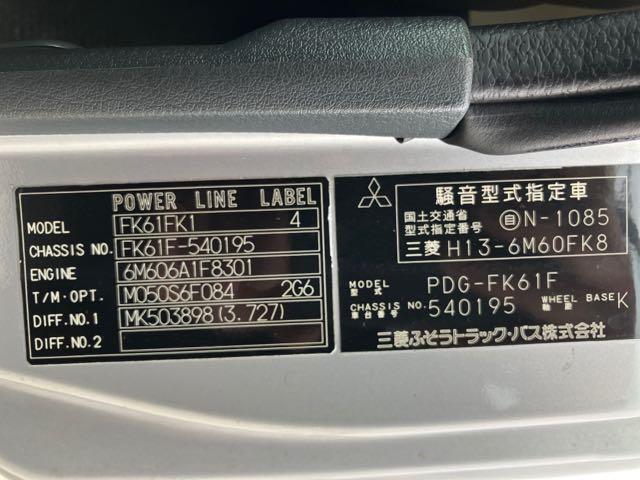 POWER LINE LABEL
MODEL FK61FK1 4
CHASSIS NO. FK61F-540195
ENGINE 6M606A1F8301
T/M・OPT. M050S6F084 2G6
DIFF.NO.1 MK503898(3.727)
DIFF.NO.2
騒音型式指定車
国土交通省
型式指定番号 自N-1085
三菱 H13-6M60FK8
MODEL
型式 PDG-FK61F
CHASSIS NO.
車台番号 540195 WHEEL BASE
軸距 K
三菱ふそうトラック・バス株式会社